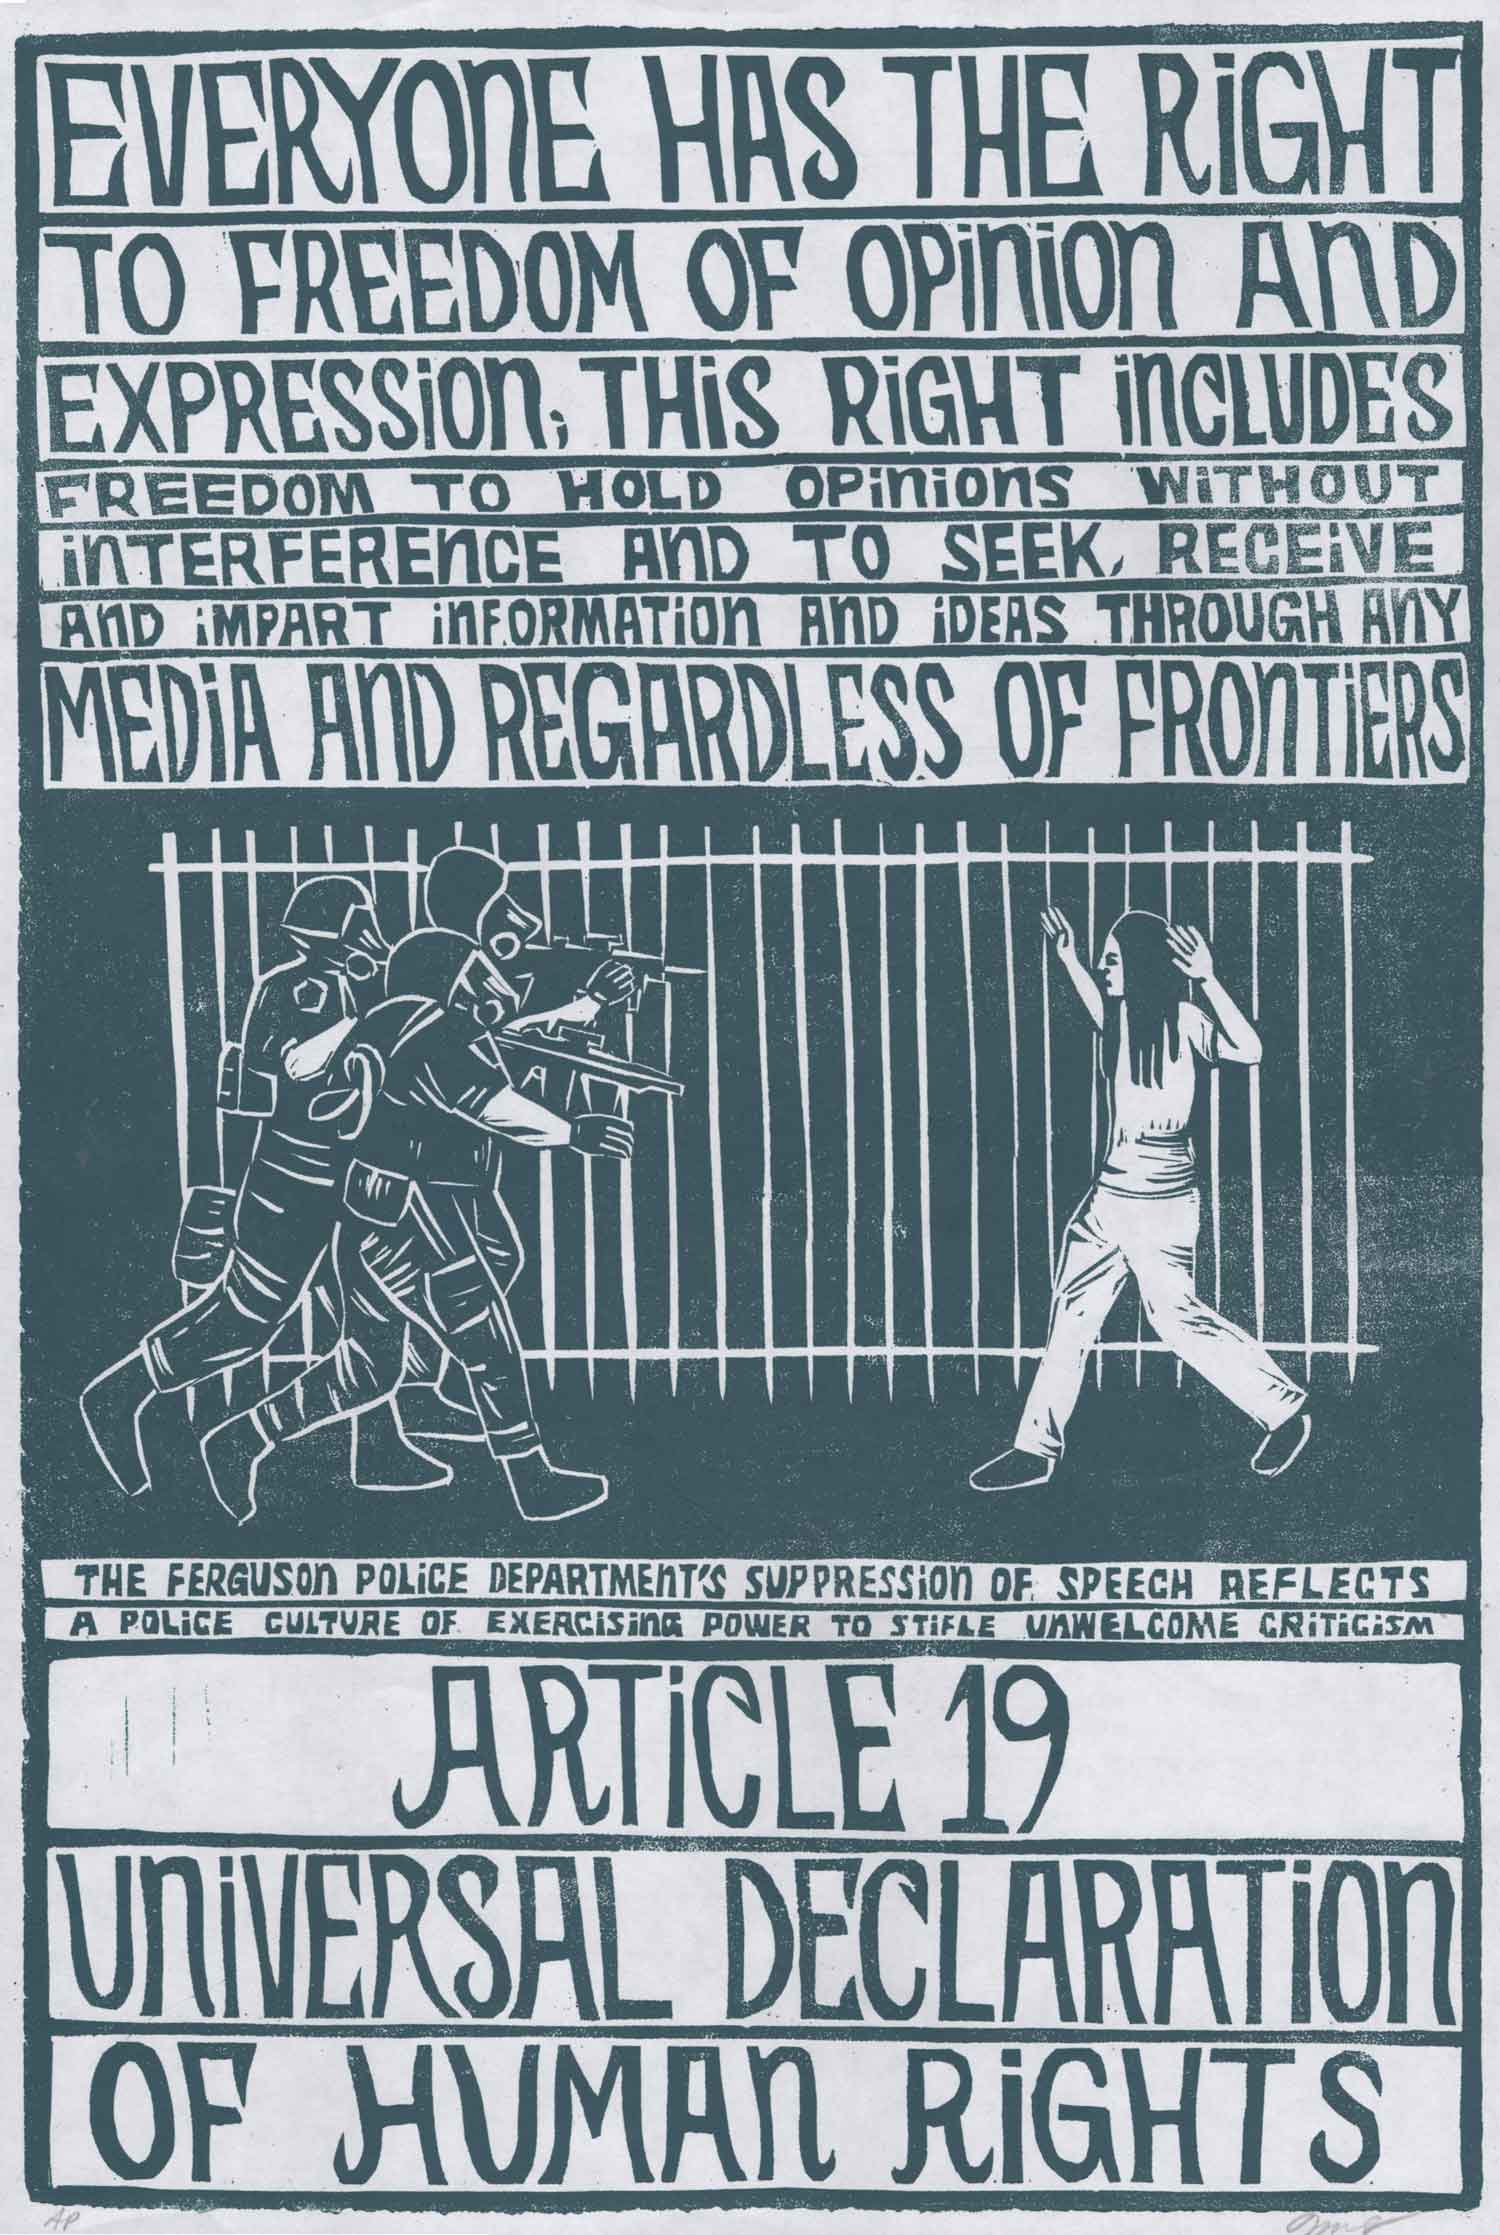 EVERYONE HAS THE RiGHT
TO FREEDOM OF OPiniOn AnD
EXPRESSiOn; THiS RiGHT inCLUDES
FREEDOM TO HOLD OPiniOnS WiTHOUT
inTERFEREnCE AnD TO SEEK, RECEiVE
AnD iMPART inFORMATiOn AnD iDEAS THROUGH AnY
MEDiA AnD REGARDLESS OF FROnTiERS
THE FERGUSOn POLiCE DEPARTMEnT'S SUPPRESSiOn OF SPEECH REFLECTS
A POLiCE CULTURE OF EXERCiSinG POWER TO STiFLE UnWELCOME CRiTiCiSM
ARTiCLE 19
UniVERSAL DECLARATiOn
OF HUMAn RiGHTS
AP